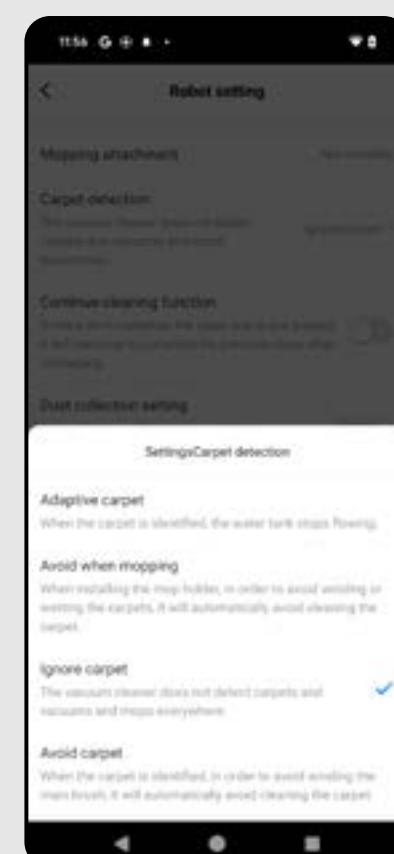 11:56
Robot setting
Mopping attachment
Carpet detection
Continue cleaning function
Dust collection setting
SettingsCarpet detection
Adaptive carpet
When the carpet is identified, the water tank stops flowing.
Avoid when mopping
When installing the mop holder, in order to avoid winding or
wetting the carpets, it will automatically avoid cleaning the
carpet.
Ignore carpet
The vacuum cleaner does not detect carpets and
vacuums and mops everywhere.
Avoid carpet
When the carpet is identified, in order to avoid winding the
main brush, it will automatically avoid cleaning the carpet